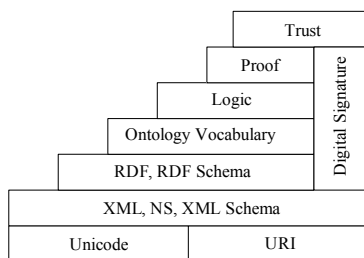 Trust
Proof
Digital Signature
Logic
Ontology Vocabulary
RDF, RDF Schema
XML, NS, XML Schema
Unicode
URI